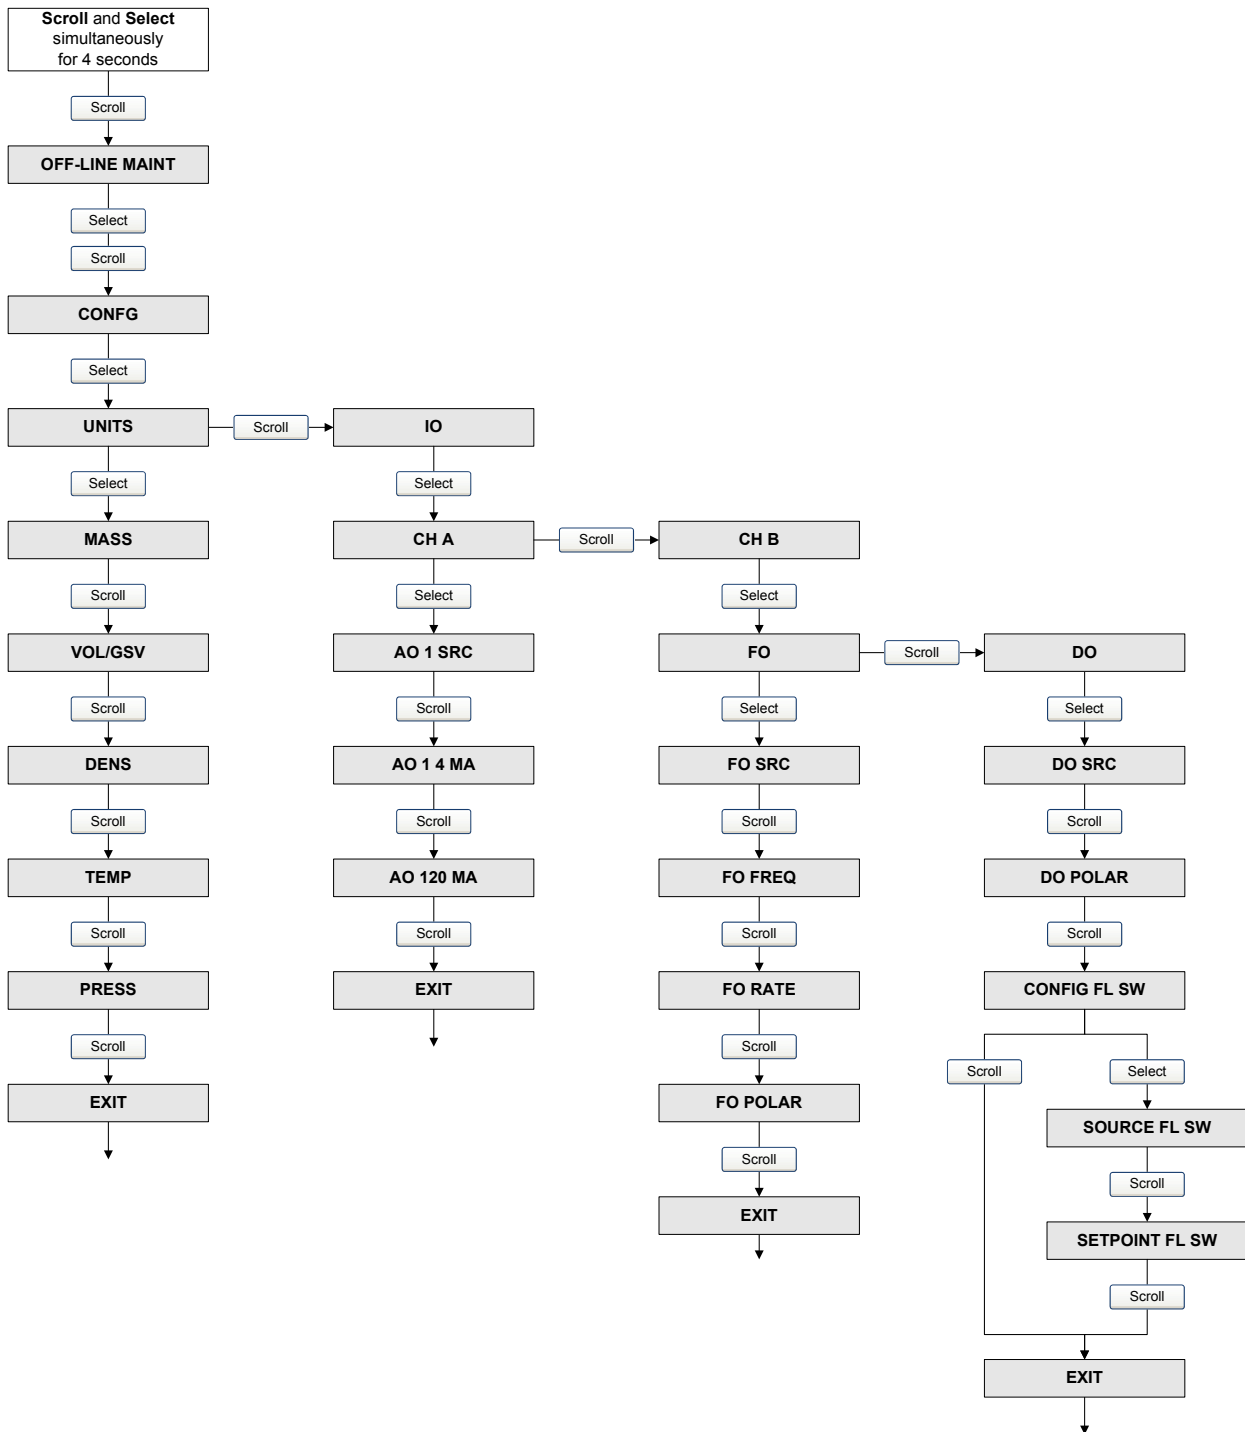 Scroll and Select
simultaneously
for 4 seconds
Scroll
OFF-LINE MAINT
Select
Scroll
CONFG
Select
UNITS
Scroll
IO
Select
Select
MASS
CH A
Scroll
CH B
Scroll
Select
Select
VOL/GSV
AO 1 SRC
FO
Scroll
DO
Scroll
Scroll
Select
Select
DENS
AO 1 4 MA
FO SRC
DO SRC
Scroll
Scroll
Scroll
Scroll
TEMP
AO 120 MA
FO FREQ
DO POLAR
Scroll
Scroll
Scroll
Scroll
PRESS
EXIT
FO RATE
CONFIG FL SW
Scroll
Scroll
Scroll
Select
EXIT
FO POLAR
SOURCE FL SW
Scroll
Scroll
EXIT
SETPOINT FL SW
Scroll
EXIT